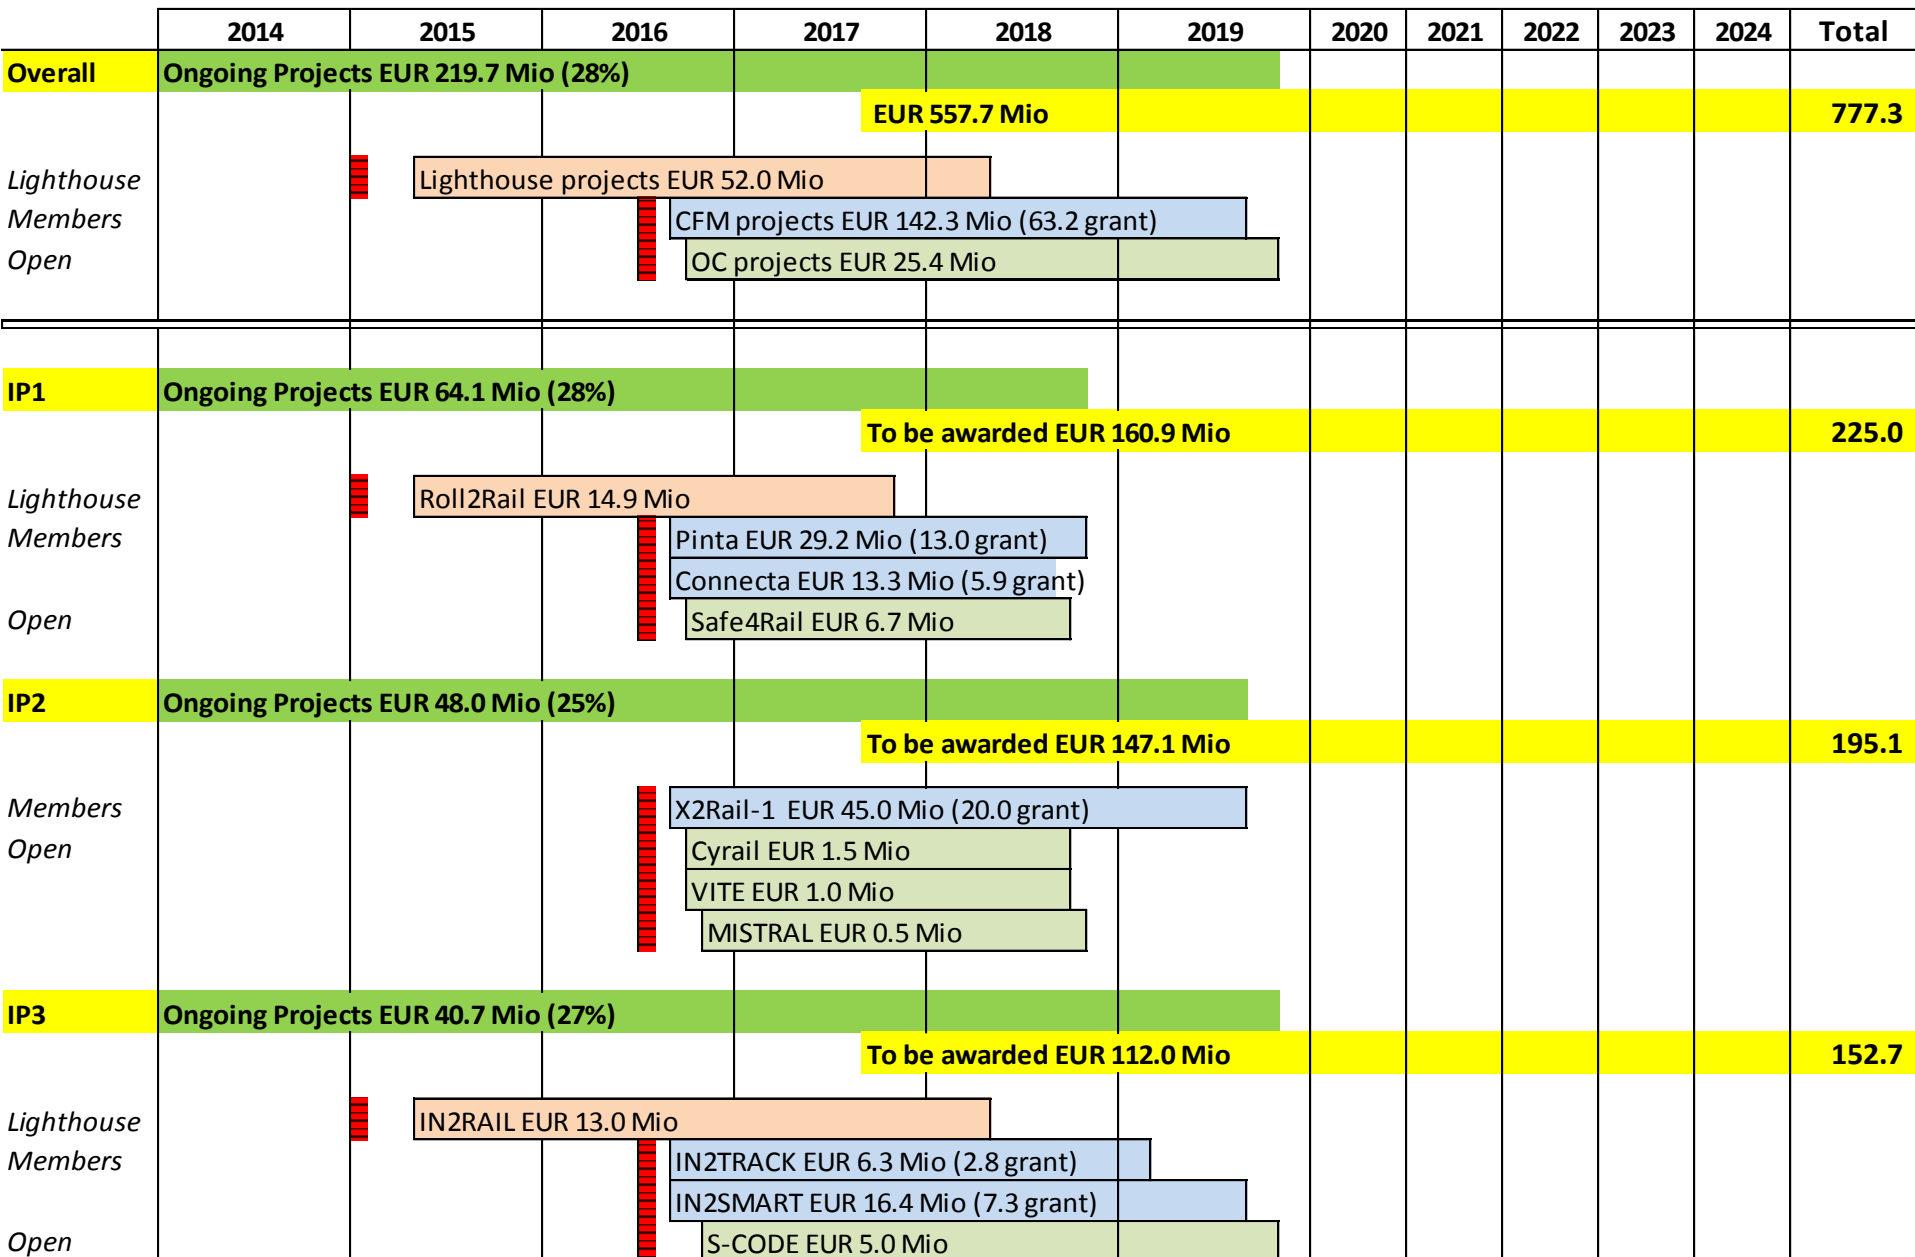 2014 2015 2016 2017 2018 2019 2020 2021 2022 2023 2024 Total
Overall Ongoing Projects EUR 219.7 Mio (28%)
EUR 557.7 Mio 777.3
Lighthouse Lighthouse projects EUR 52.0 Mio
Members CFM projects EUR 142.3 Mio (63.2 grant)
Open OC projects EUR 25.4 Mio
IP1 Ongoing Projects EUR 64.1 Mio (28%)
To be awarded EUR 160.9 Mio 225.0
Lighthouse Roll2Rail EUR 14.9 Mio
Members Pinta EUR 29.2 Mio (13.0 grant)
Connecta EUR 13.3 Mio (5.9 grant)
Open Safe4Rail EUR 6.7 Mio
IP2 Ongoing Projects EUR 48.0 Mio (25%)
To be awarded EUR 147.1 Mio 195.1
Members X2Rail-1 EUR 45.0 Mio (20.0 grant)
Open Cyrail EUR 1.5 Mio
VITE EUR 1.0 Mio
MISTRAL EUR 0.5 Mio
IP3 Ongoing Projects EUR 40.7 Mio (27%)
To be awarded EUR 112.0 Mio 152.7
Lighthouse IN2RAIL EUR 13.0 Mio
Members IN2TRACK EUR 6.3 Mio (2.8 grant)
IN2SMART EUR 16.4 Mio (7.3 grant)
Open S-CODE EUR 5.0 Mio